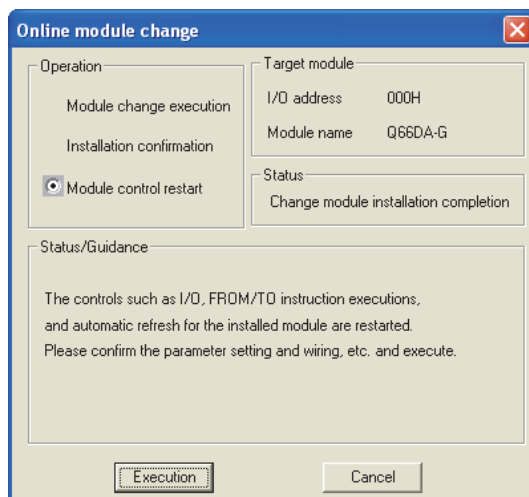 Online module change
Operation
Module change execution
Installation confirmation
Module control restart
Target module
I/O address 000H
Module name Q66DA-G
Status
Change module installation completion
Status/Guidance
The controls such as I/O, FROM/TO instruction executions,
and automatic refresh for the installed module are restarted.
Please confirm the parameter setting and wiring, etc. and execute.
Execution
Cancel